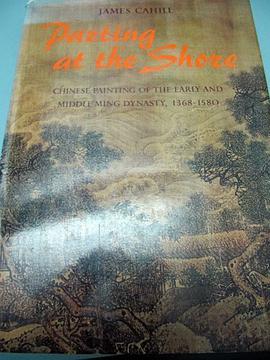 JAMES CAHILL
Parting
at the Shore
CHINESE PAINTING OF THE EARLY AND
MIDDLE MING DYNASTY, 1368-1580